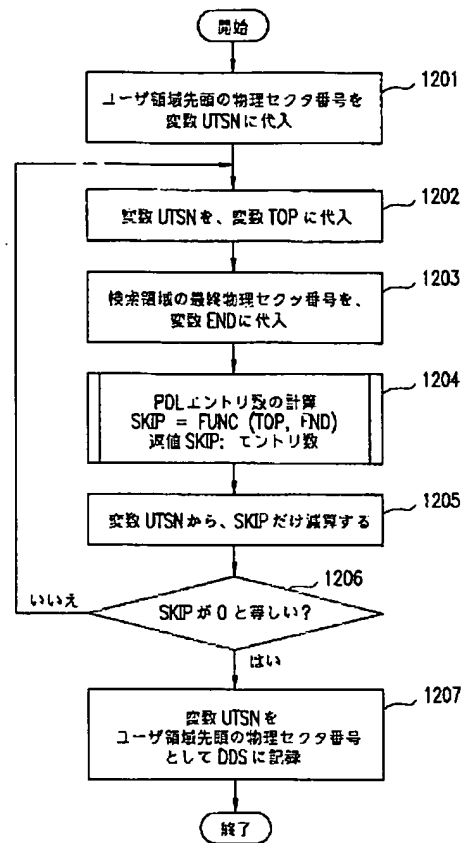 開始
ユーザ領域先頭の物理セクタ番号を
変数 UTSN に代入
1201
変数 UTSN を、変数 TOP に代入
1202
検索領域の最終物理セクタ番号を、
変数 END に代入
1203
PDL エントリ数の計算
SKIP = FUNC (TOP, END)
返値 SKIP: エントリ数
1204
変数 UTSN から、SKIP だけ減算する
1205
SKIP が 0 と等しい?
1206
いいえ
はい
変数 UTSN を
ユーザ領域先頭の物理セクタ番号
として DDS に記録
1207
終了